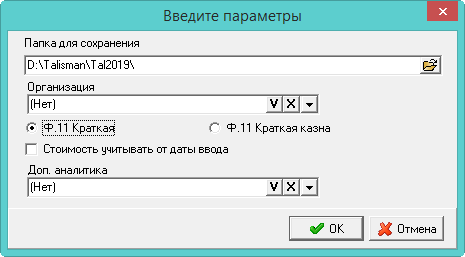 Введите параметры
Папка для сохранения
D:\Talisman\Tal2019\
Организация
(Нет) V X
Ф.11 Краткая Ф.11 Краткая казна
Стоимость учитывать от даты ввода
Доп. аналитика
(Нет) V X
OK Отмена